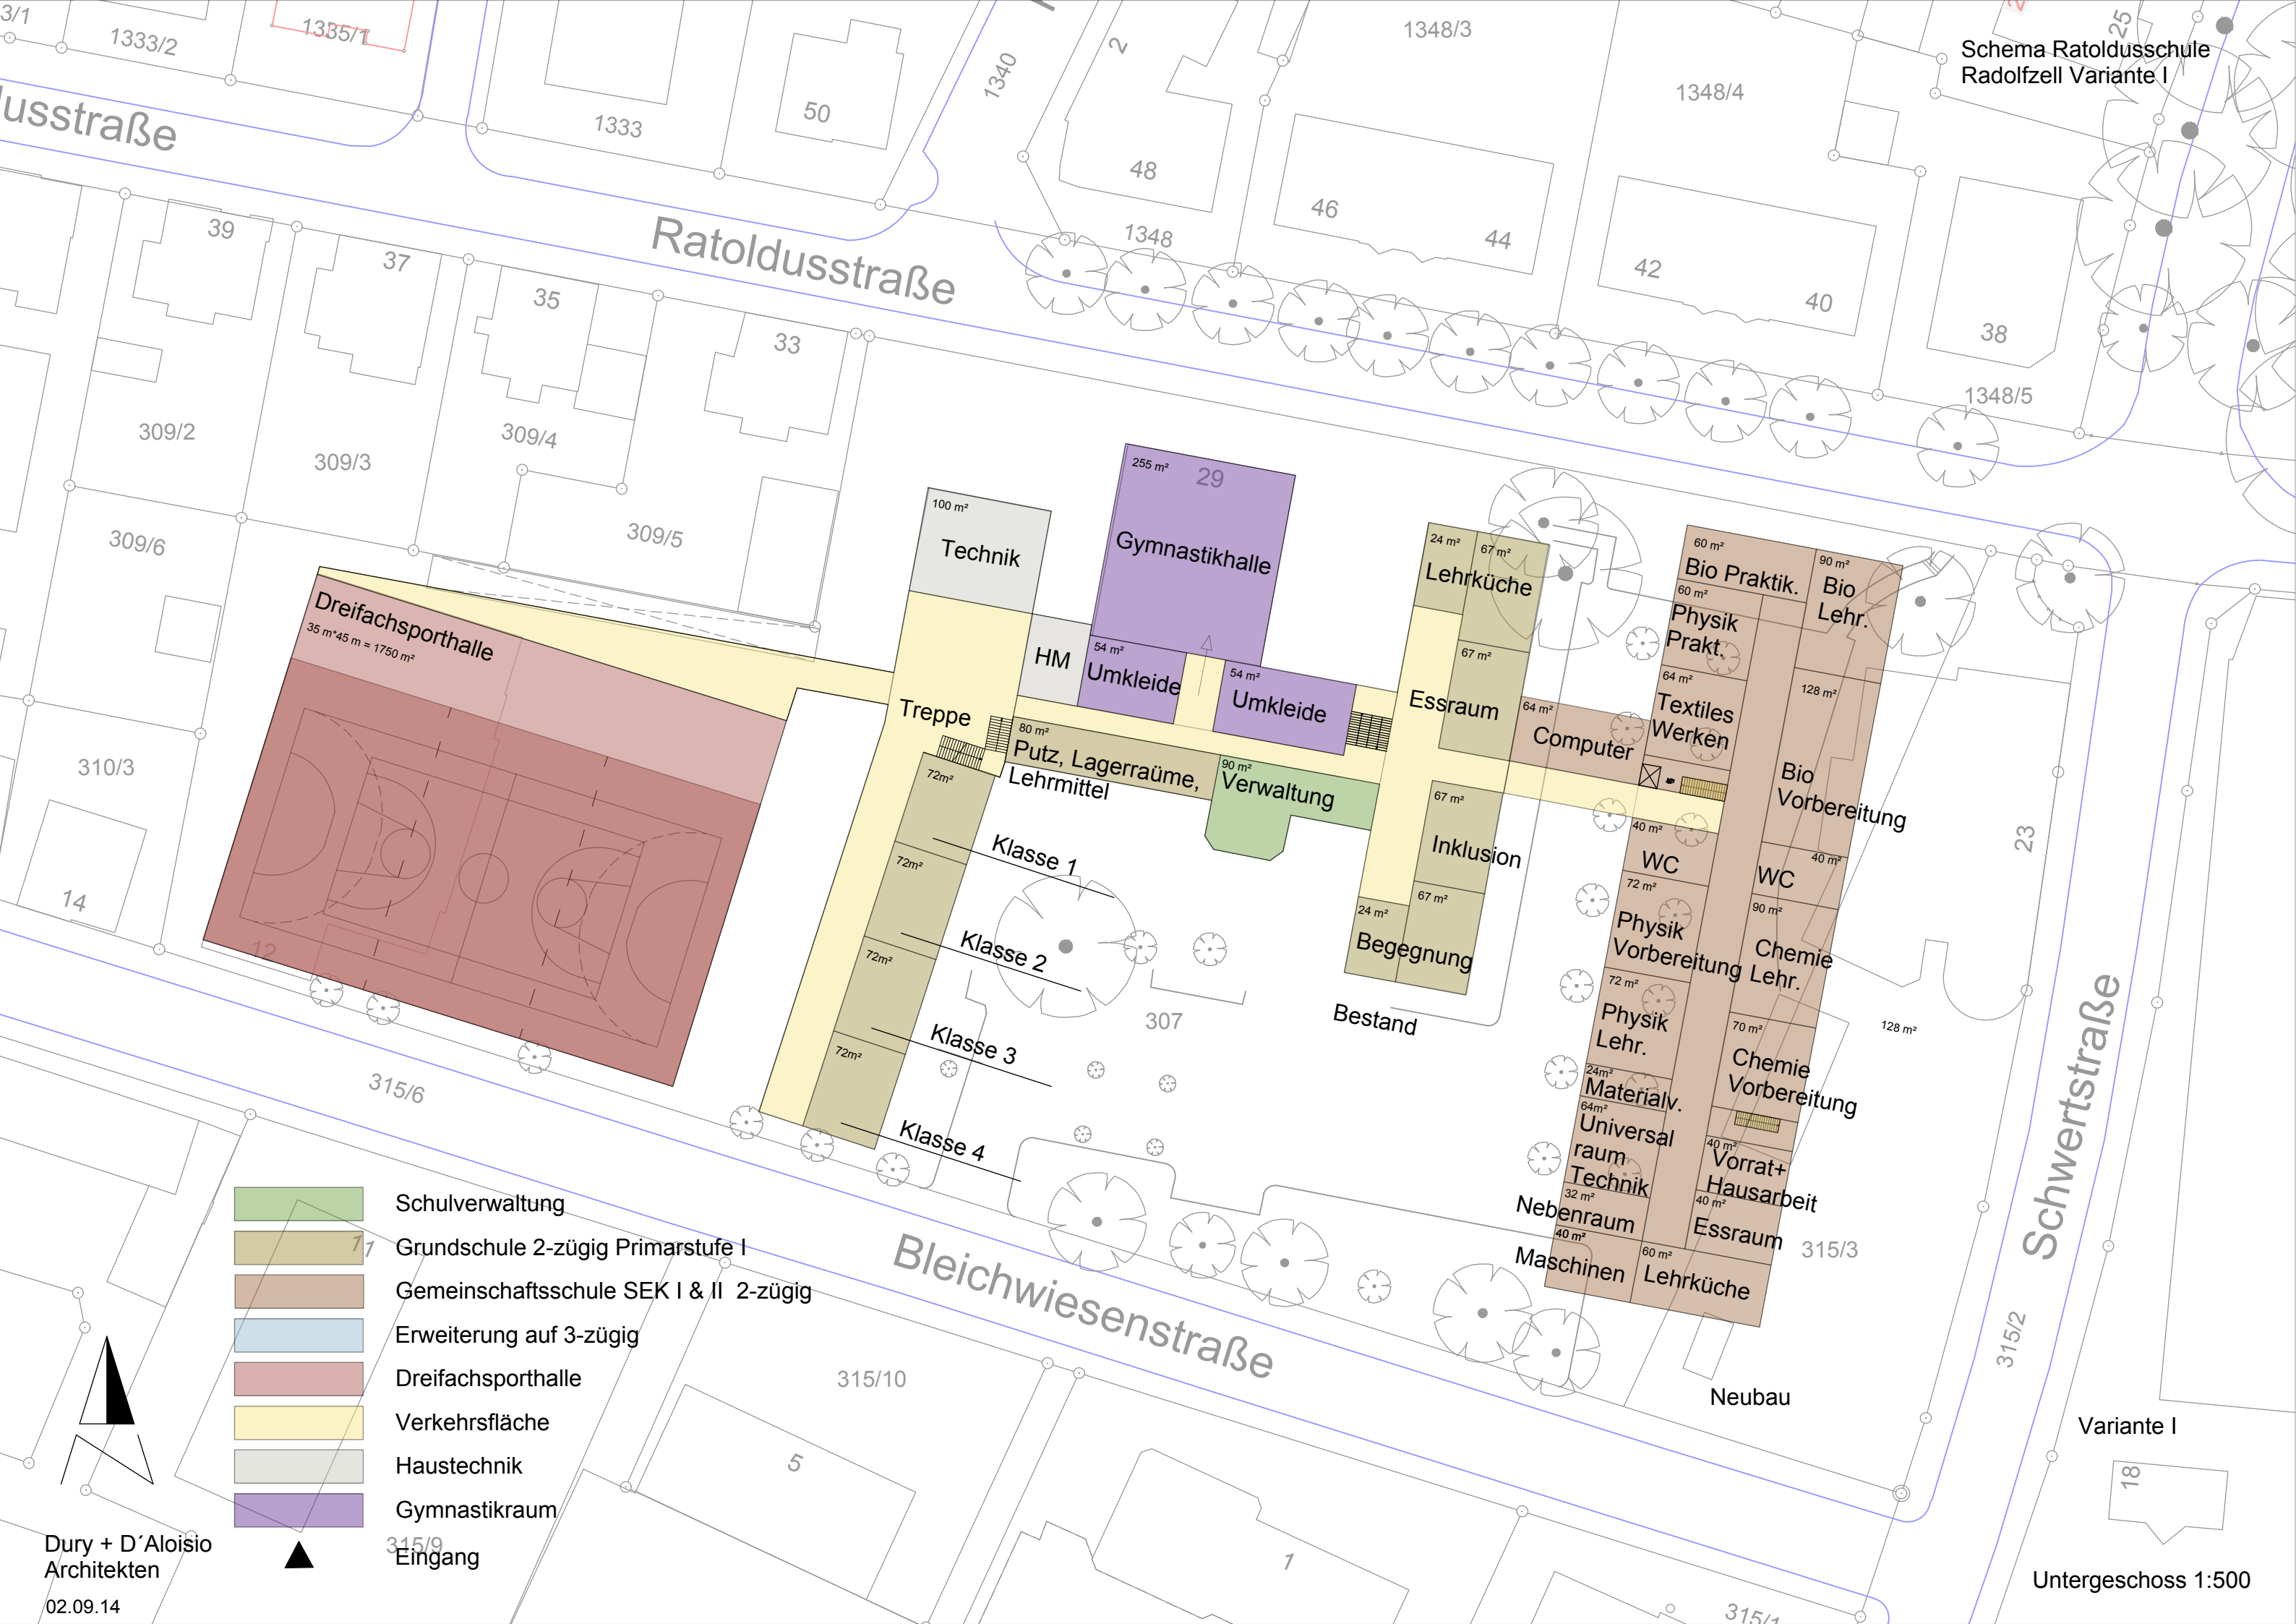 3/1
1333/2
1335/1
1333
50
1340
2
48
1348/3
1348/4
25
Schema Ratoldusschule
Radolfzell Variante I
lusstraße
Ratoldusstraße
1348
46
44
42
40
38
1348/5
39
37
35
33
309/2
309/3
309/4
309/5
309/6
310/3
14
12
Dreifachsporthalle
35 m*45 m = 1750 m²
100 m²
Technik
255 m²
29
Gymnastikhalle
HM
54 m²
Umkleide
54 m²
Umkleide
Treppe
80 m²
Putz, Lagerraüme,
Lehrmittel
90 m²
Verwaltung
72m²
Klasse 1
72m²
Klasse 2
72m²
Klasse 3
72m²
Klasse 4
24 m²
67 m²
Lehrküche
67 m²
Essraum
64 m²
Computer
67 m²
Inklusion
67 m²
24 m²
Begegnung
Bestand
307
60 m²
Bio Praktik.
90 m²
Bio
Lehr.
60 m²
Physik
Prakt.
64 m²
Textiles
Werken
128 m²
Bio
Vorbereitung
40 m²
WC
40 m²
WC
72 m²
Physik
Vorbereitung
90 m²
Chemie
Lehr.
72 m²
Physik
Lehr.
70 m²
Chemie
Vorbereitung
128 m²
24m²
Materialv.
64m²
Universal
raum
Technik
40 m²
Vorrat+
Hausarbeit
32 m²
Nebenraum
40 m²
Essraum
40 m²
Maschinen
60 m²
Lehrküche
Neubau
23
Schwertstraße
315/3
315/2
315/6
Bleichwiesenstraße
11
315/10
5
315/9
1
315/1
18
Schulverwaltung
Grundschule 2-zügig Primarstufe I
Gemeinschaftsschule SEK I & II 2-zügig
Erweiterung auf 3-zügig
Dreifachsporthalle
Verkehrsfläche
Haustechnik
Gymnastikraum
Eingang
Dury + D´Aloisio
Architekten
02.09.14
Variante I
Untergeschoss 1:500